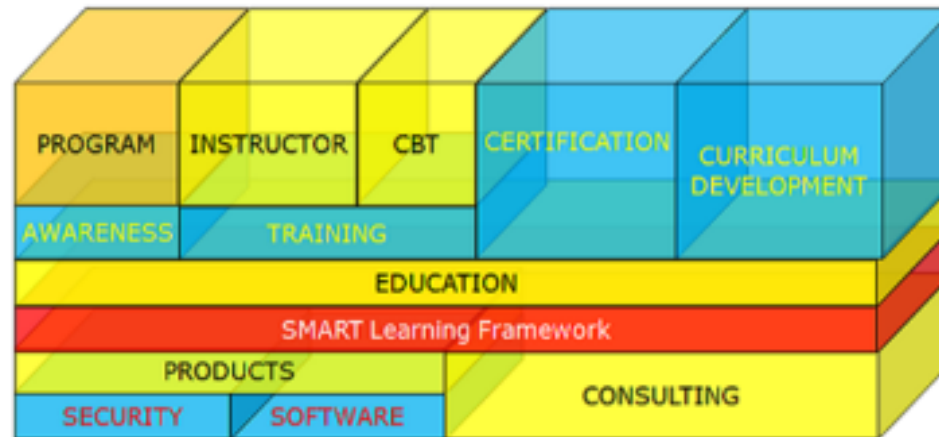 PROGRAM INSTRUCTOR CBT CERTIFICATION CURRICULUM
DEVELOPMENT
AWARENESS TRAINING
EDUCATION
SMART Learning Framework
PRODUCTS
CONSULTING
SECURITY SOFTWARE